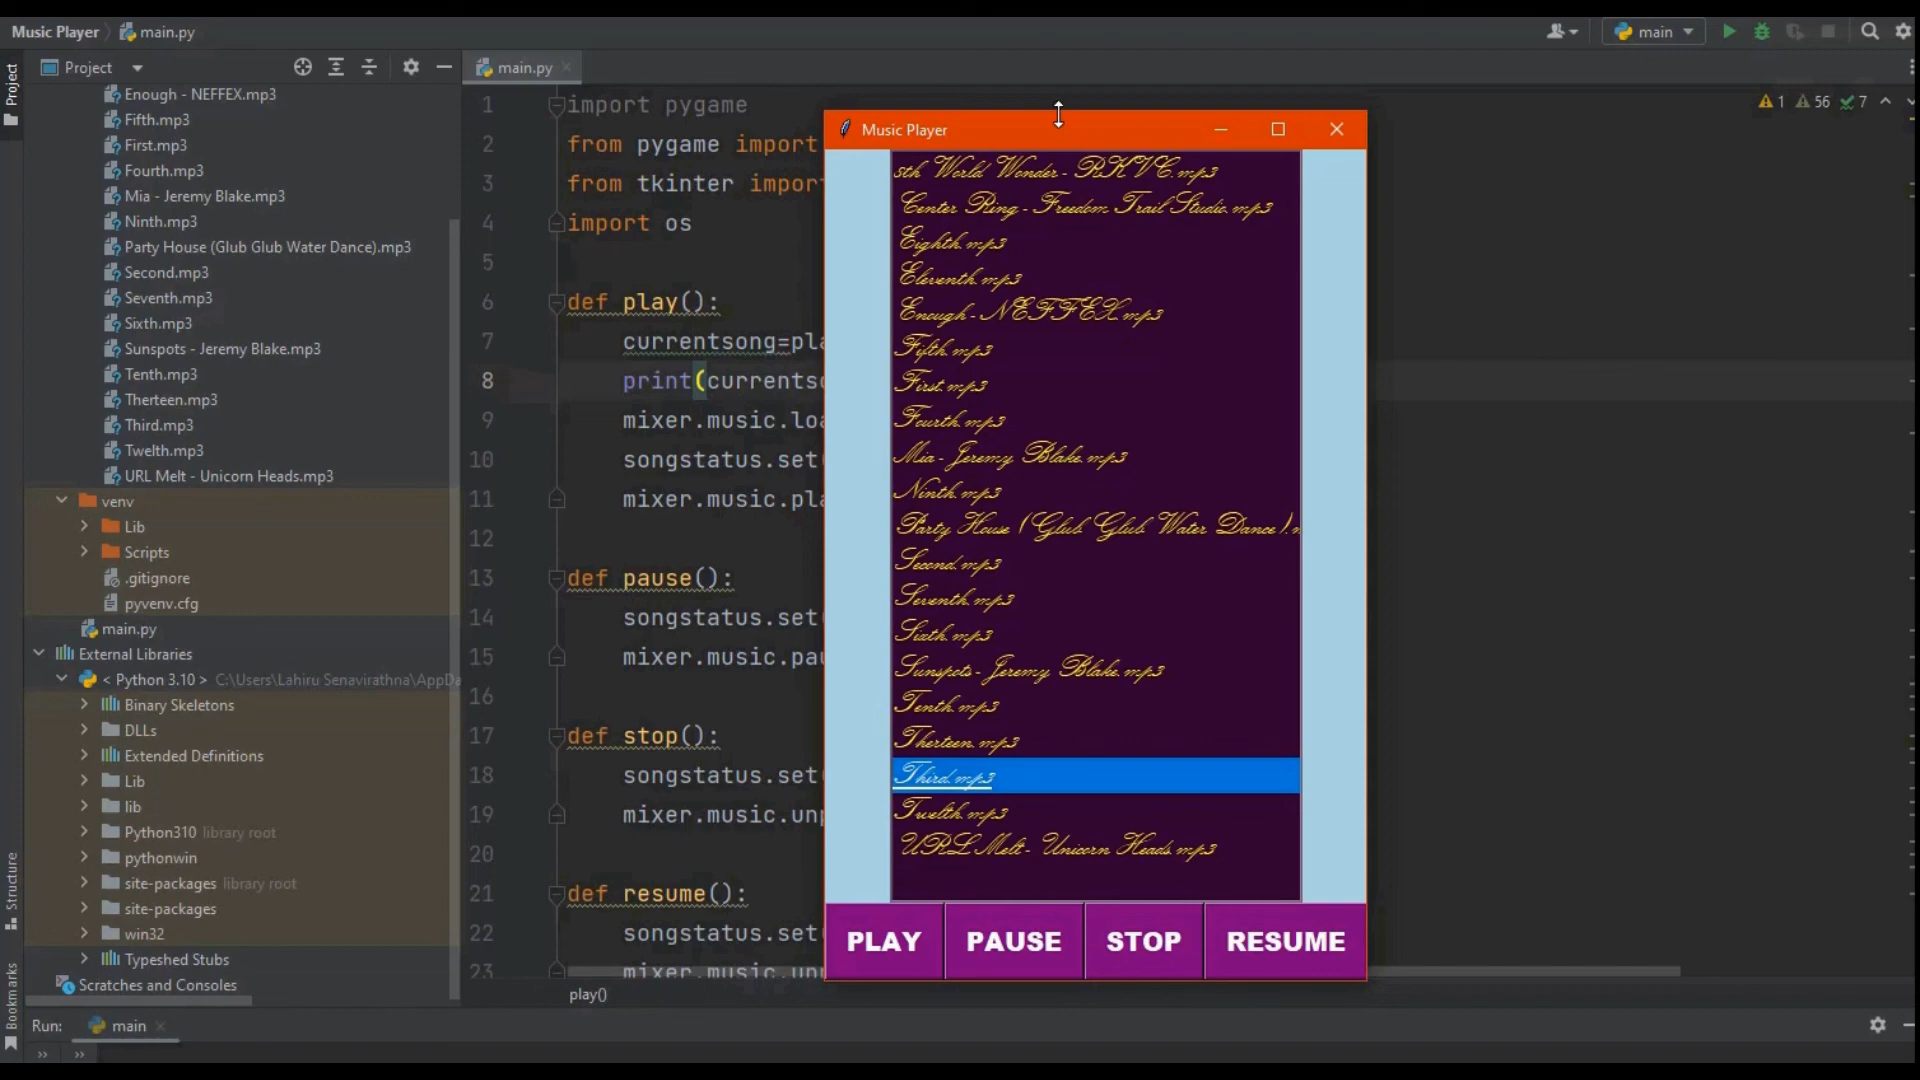 Music Player
main.py
main
Project
Project
main.py
1 56 7
Enough - NEFFEX.mp3
Fifth.mp3
First.mp3
Fourth.mp3
Mia - Jeremy Blake.mp3
Ninth.mp3
Party House (Glub Glub Water Dance).mp3
Second.mp3
Seventh.mp3
Sixth.mp3
Sunspots - Jeremy Blake.mp3
Tenth.mp3
Therteen.mp3
Third.mp3
Twelth.mp3
URL Melt - Unicorn Heads.mp3
venv
Lib
Scripts
.gitignore
pyvenv.cfg
main.py
External Libraries
< Python 3.10 > C:\Users\Lahiru Senavirathna\AppDa
Binary Skeletons
DLLs
Extended Definitions
Lib
lib
Python310 library root
pythonwin
site-packages library root
site-packages
win32
Typeshed Stubs
Scratches and Consoles
Structure
Bookmarks
1 import pygame
2 from pygame import
3 from tkinter import
4 import os
5
6 def play():
7 currentsong=pla
8 print(currentso
9 mixer.music.loa
10 songstatus.set(
11 mixer.music.pla
12
13 def pause():
14 songstatus.set(
15 mixer.music.pau
16
17 def stop():
18 songstatus.set(
19 mixer.music.unp
20
21 def resume():
22 songstatus.set(
23 mixer.music.unp
play()
Music Player
5th World Wonder - RKVC.mp3
Center Ring - Freedom Trail Studio.mp3
Eighth.mp3
Eleventh.mp3
Enough - NEFFEX.mp3
Fifth.mp3
First.mp3
Fourth.mp3
Mia - Jeremy Blake.mp3
Ninth.mp3
Party House (Glub Glub Water Dance).m
Second.mp3
Seventh.mp3
Sixth.mp3
Sunspots - Jeremy Blake.mp3
Tenth.mp3
Therteen.mp3
Third.mp3
Twelth.mp3
URL Melt - Unicorn Heads.mp3
PLAY PAUSE STOP RESUME
Run: main